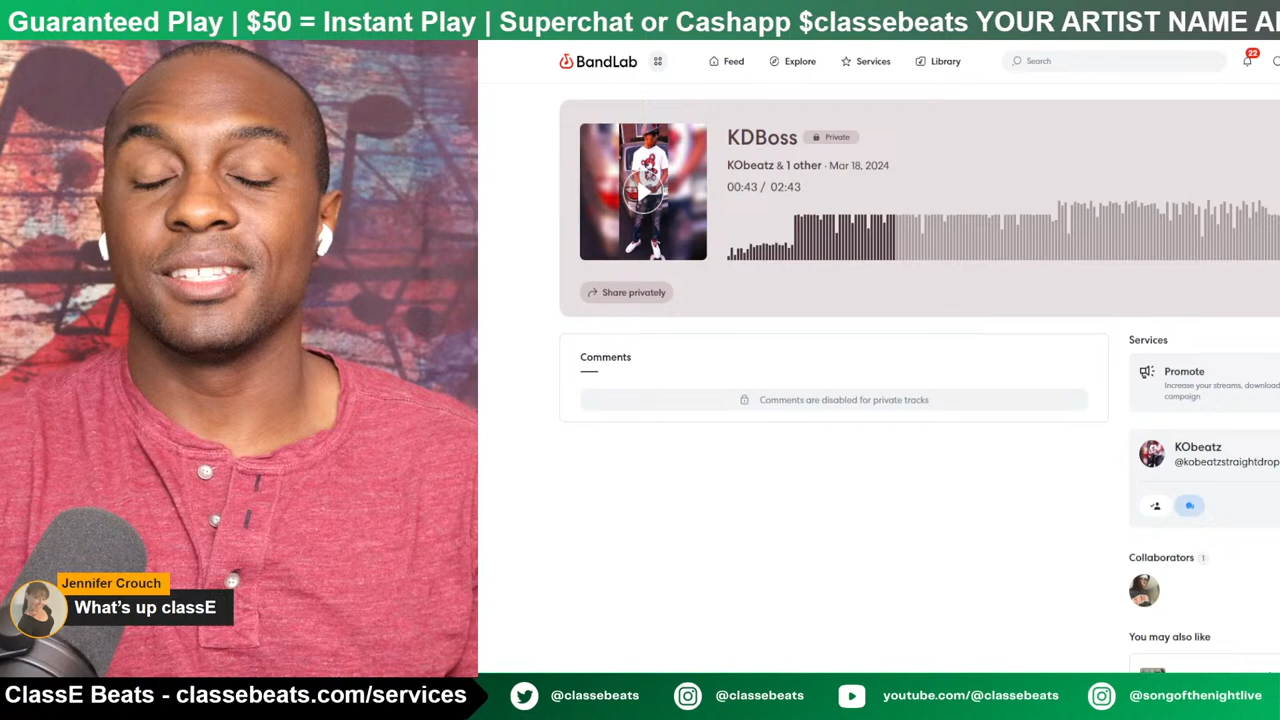 Guaranteed Play | $50 = Instant Play | Superchat or Cashapp $classebeats YOUR ARTIST NAME A
BandLab
Feed
Explore
Services
Library
Search
22
KDBoss
Private
KObeatz & 1 other · Mar 18, 2024
00:43 / 02:43
Share privately
Comments
Comments are disabled for private tracks
Services
Promote
Increase your streams, download
campaign
KObeatz
@kobeatzstraightdrop
Collaborators 1
You may also like
Jennifer Crouch
What's up classE
ClassE Beats - classebeats.com/services
@classebeats
@classebeats
youtube.com/@classebeats
@songofthenightlive